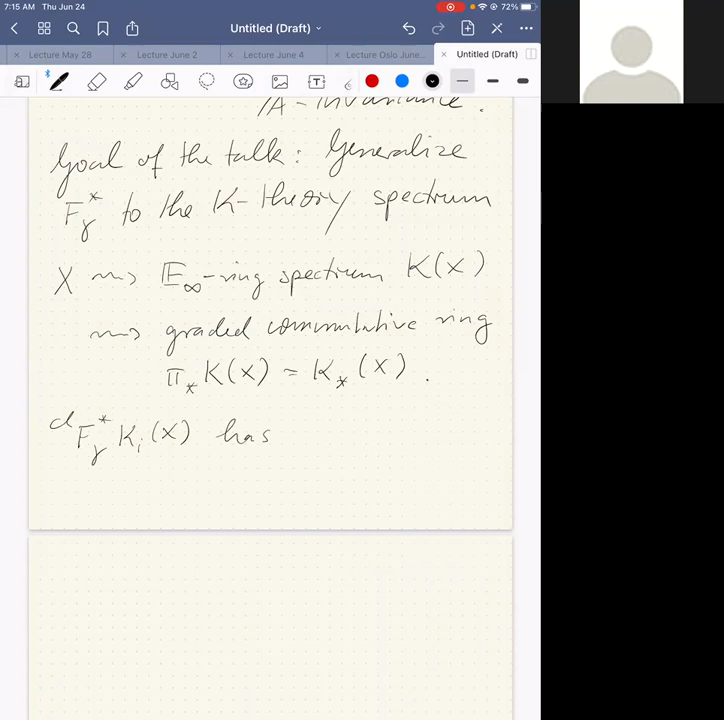 7:15 AM Thu Jun 24
72%
Untitled (Draft)
Lecture May 28
Lecture June 2
Lecture June 4
Lecture Oslo June...
Untitled (Draft)
/A - invariance.
Goal of the talk: Generalize
F_γ^* to the K-theory spectrum
X ⇝ E_∞-ring spectrum K(X)
⇝ graded commutative ring
π_* K(X) = K_*(X).
^{cl}F_γ^* K_i(X) has